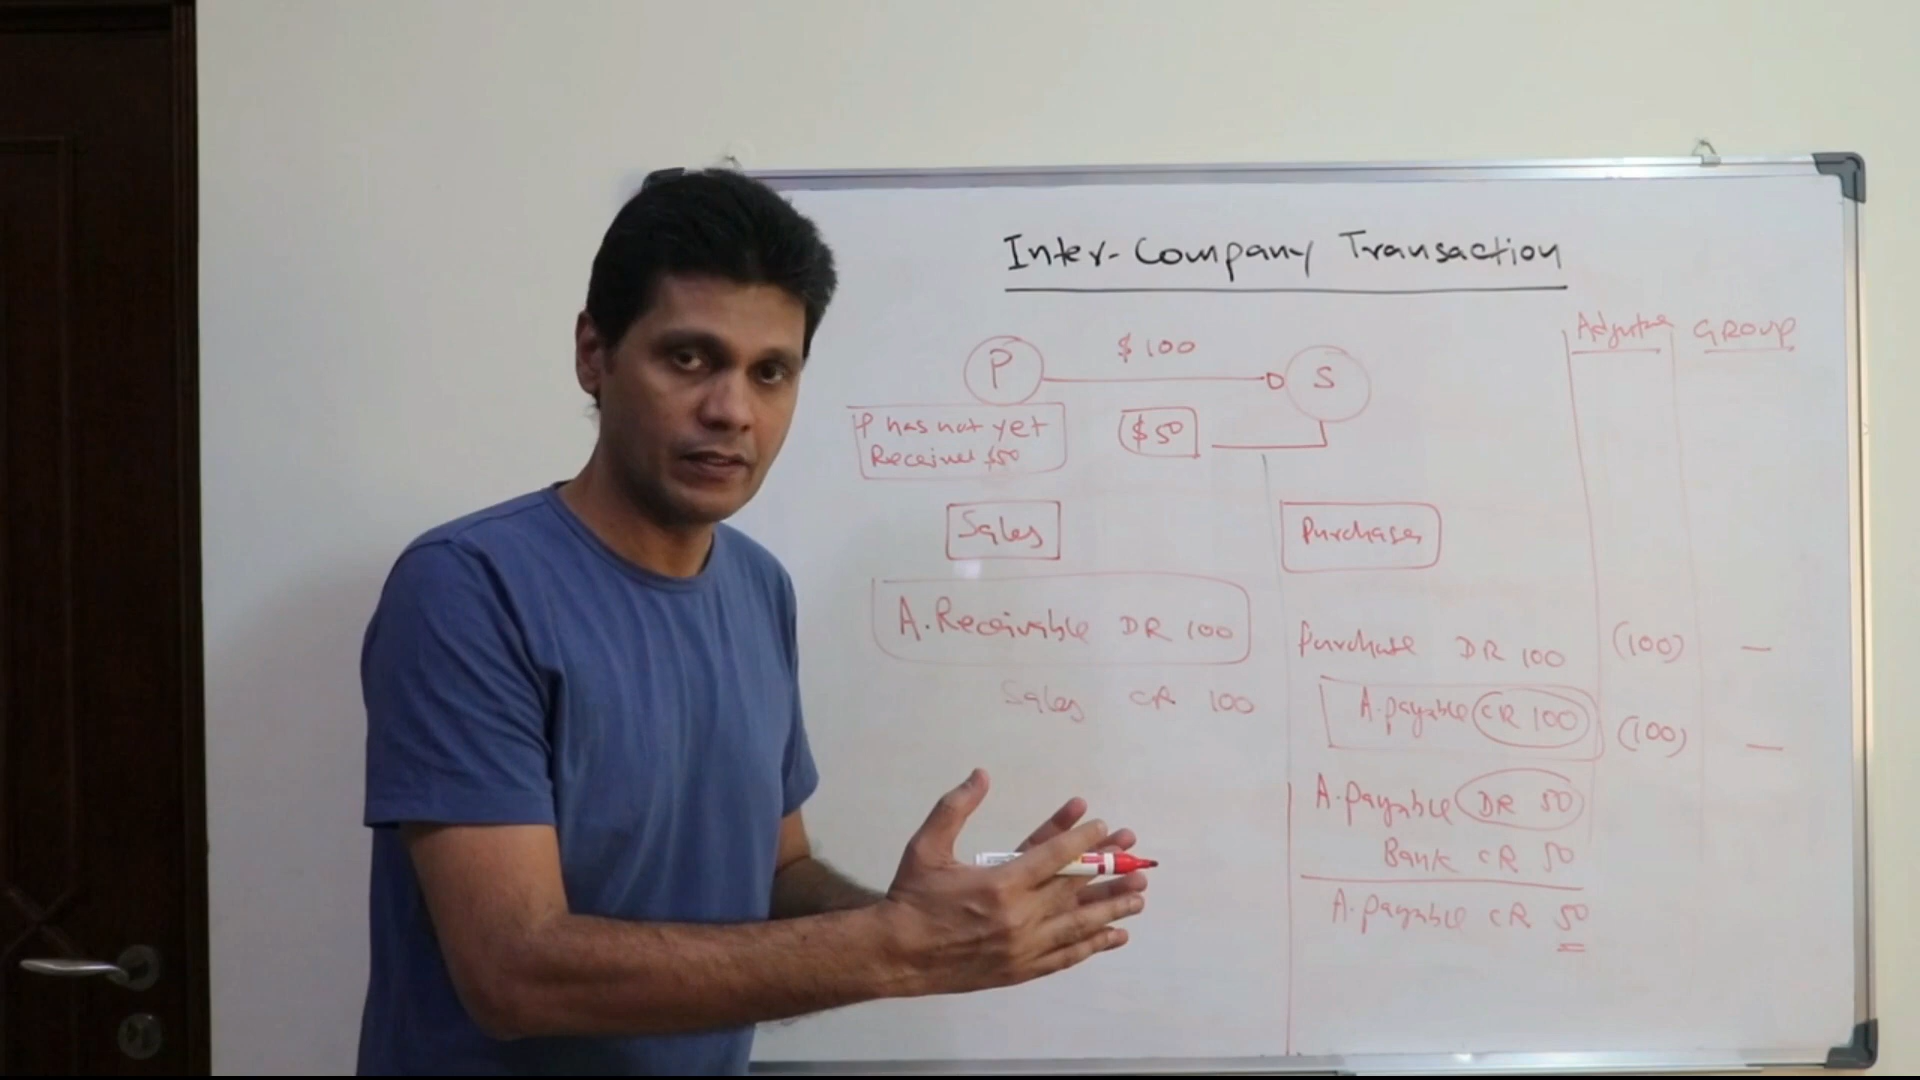 Inter-Company Transaction
Adjustme GROUP
P $100 S
P has not yet
Received $50
$50
Sales
Purchases
A. Receivable DR 100
Sales CR 100
Purchase DR 100 (100) —
A. payable CR 100 (100) —
A. payable DR 50
Bank CR 50
A. payable CR 50